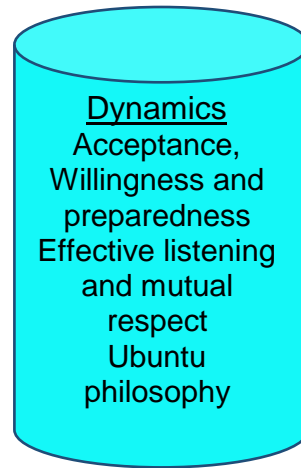 Dynamics
Acceptance,
Willingness and
preparedness
Effective listening
and mutual
respect
Ubuntu
philosophy